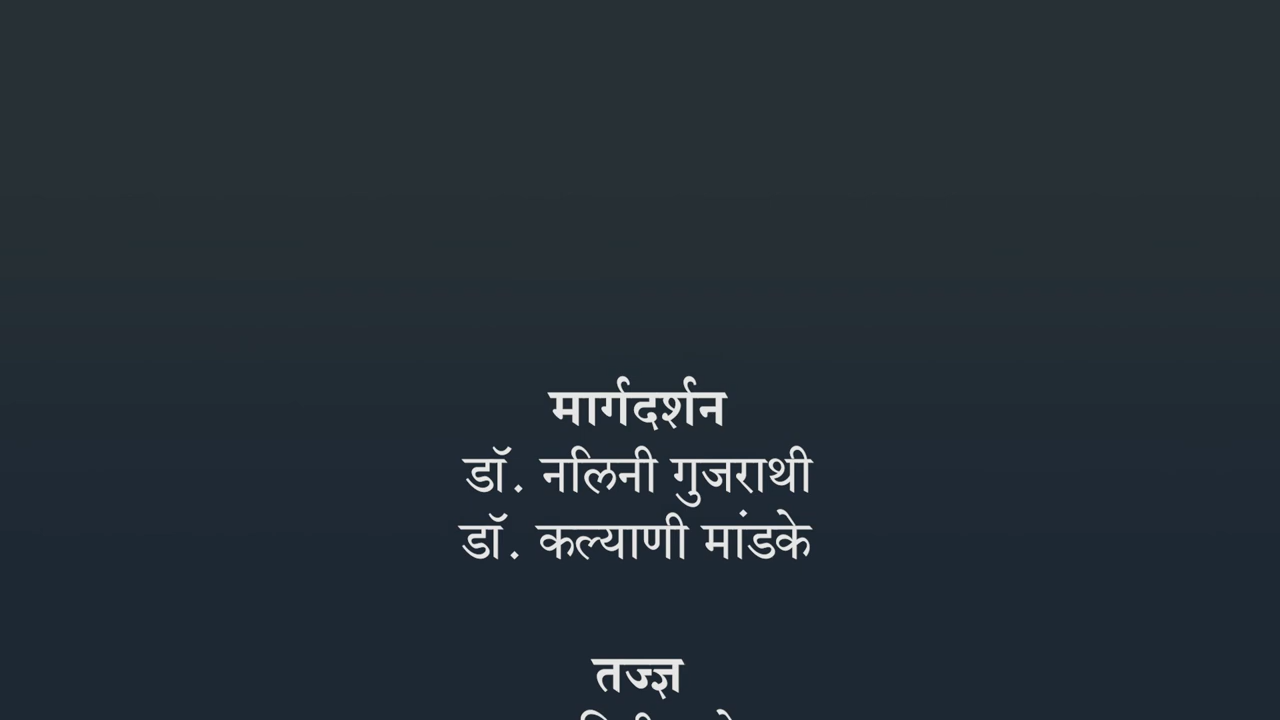 मार्गदर्शन
डॉ. नलिनी गुजराथी
डॉ. कल्याणी मांडके
तज्ज्ञ